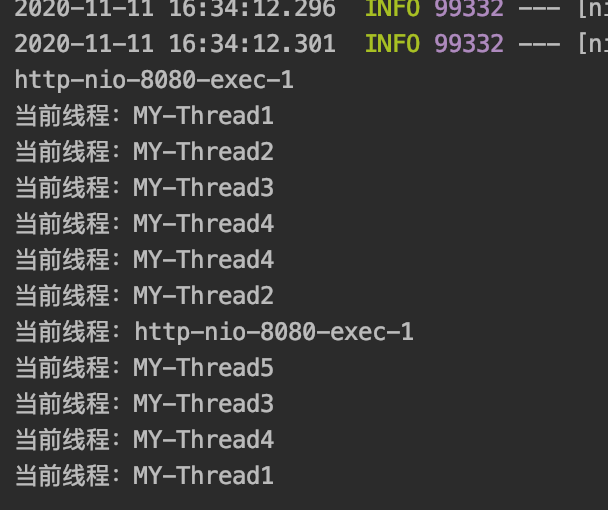 2020-11-11 16:34:12.296  INFO 99332 --- [ni
2020-11-11 16:34:12.301  INFO 99332 --- [ni
http-nio-8080-exec-1
当前线程：MY-Thread1
当前线程：MY-Thread2
当前线程：MY-Thread3
当前线程：MY-Thread4
当前线程：MY-Thread4
当前线程：MY-Thread2
当前线程：http-nio-8080-exec-1
当前线程：MY-Thread5
当前线程：MY-Thread3
当前线程：MY-Thread4
当前线程：MY-Thread1